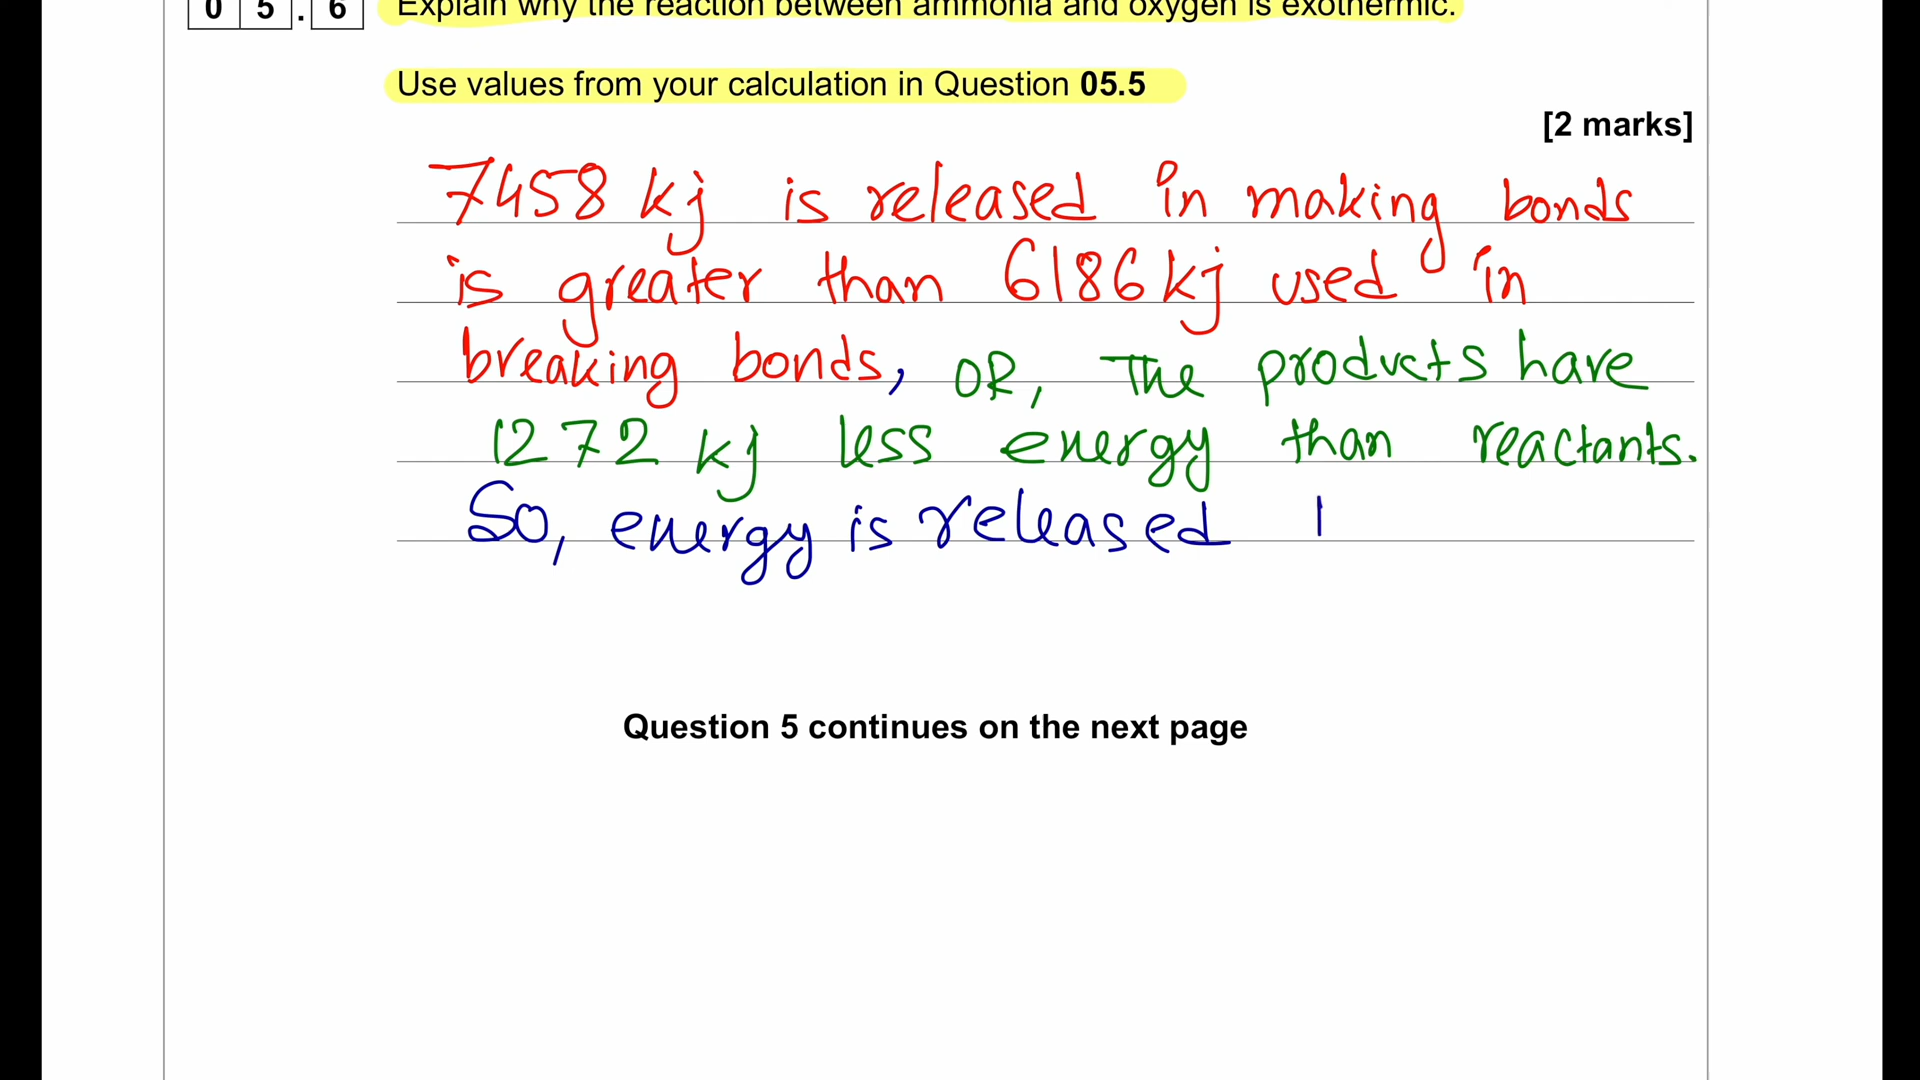 0 5 . 6 Explain why the reaction between ammonia and oxygen is exothermic.
Use values from your calculation in Question 05.5
[2 marks]
7458 kj is released in making bonds
is greater than 6186 kj used in
breaking bonds, OR, The products have
1272 kj less energy than reactants.
So, energy is released
Question 5 continues on the next page